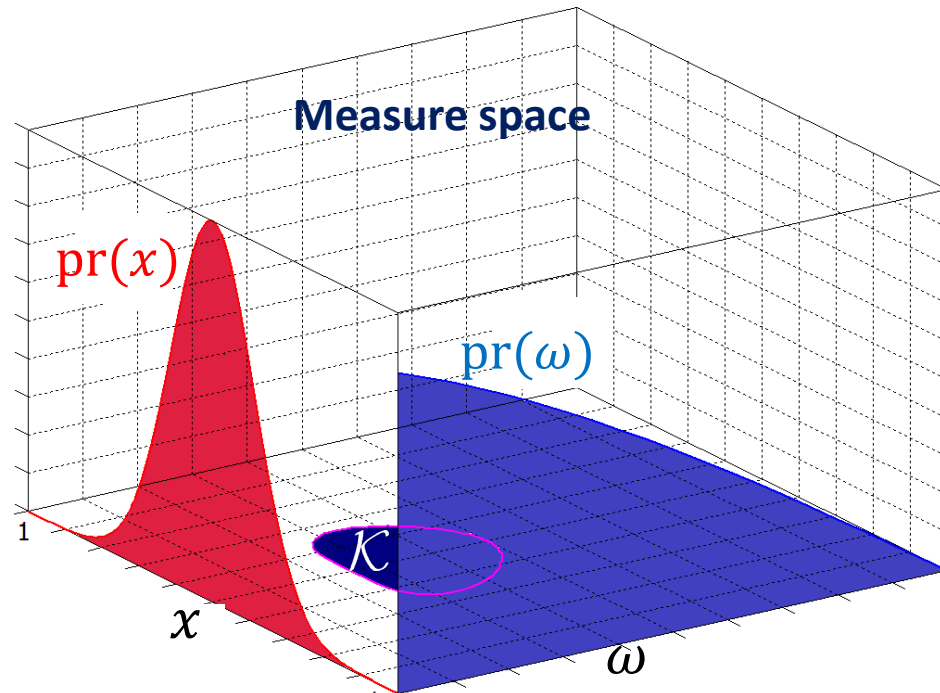 Measure space
pr(x)
pr(ω)
1
𝒦
x
ω